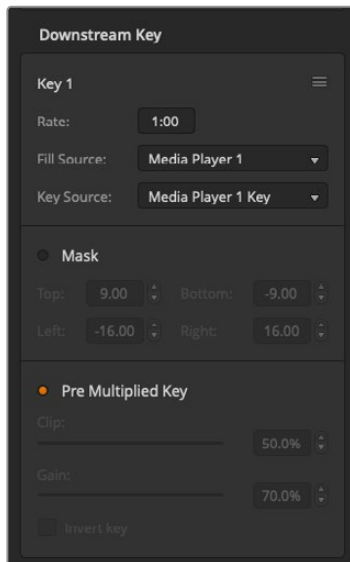 Downstream Key
Key 1
Rate: 1:00
Fill Source: Media Player 1
Key Source: Media Player 1 Key
Mask
Top: 9.00 Bottom: -9.00
Left: -16.00 Right: 16.00
Pre Multiplied Key
Clip:
50.0%
Gain:
70.0%
Invert key